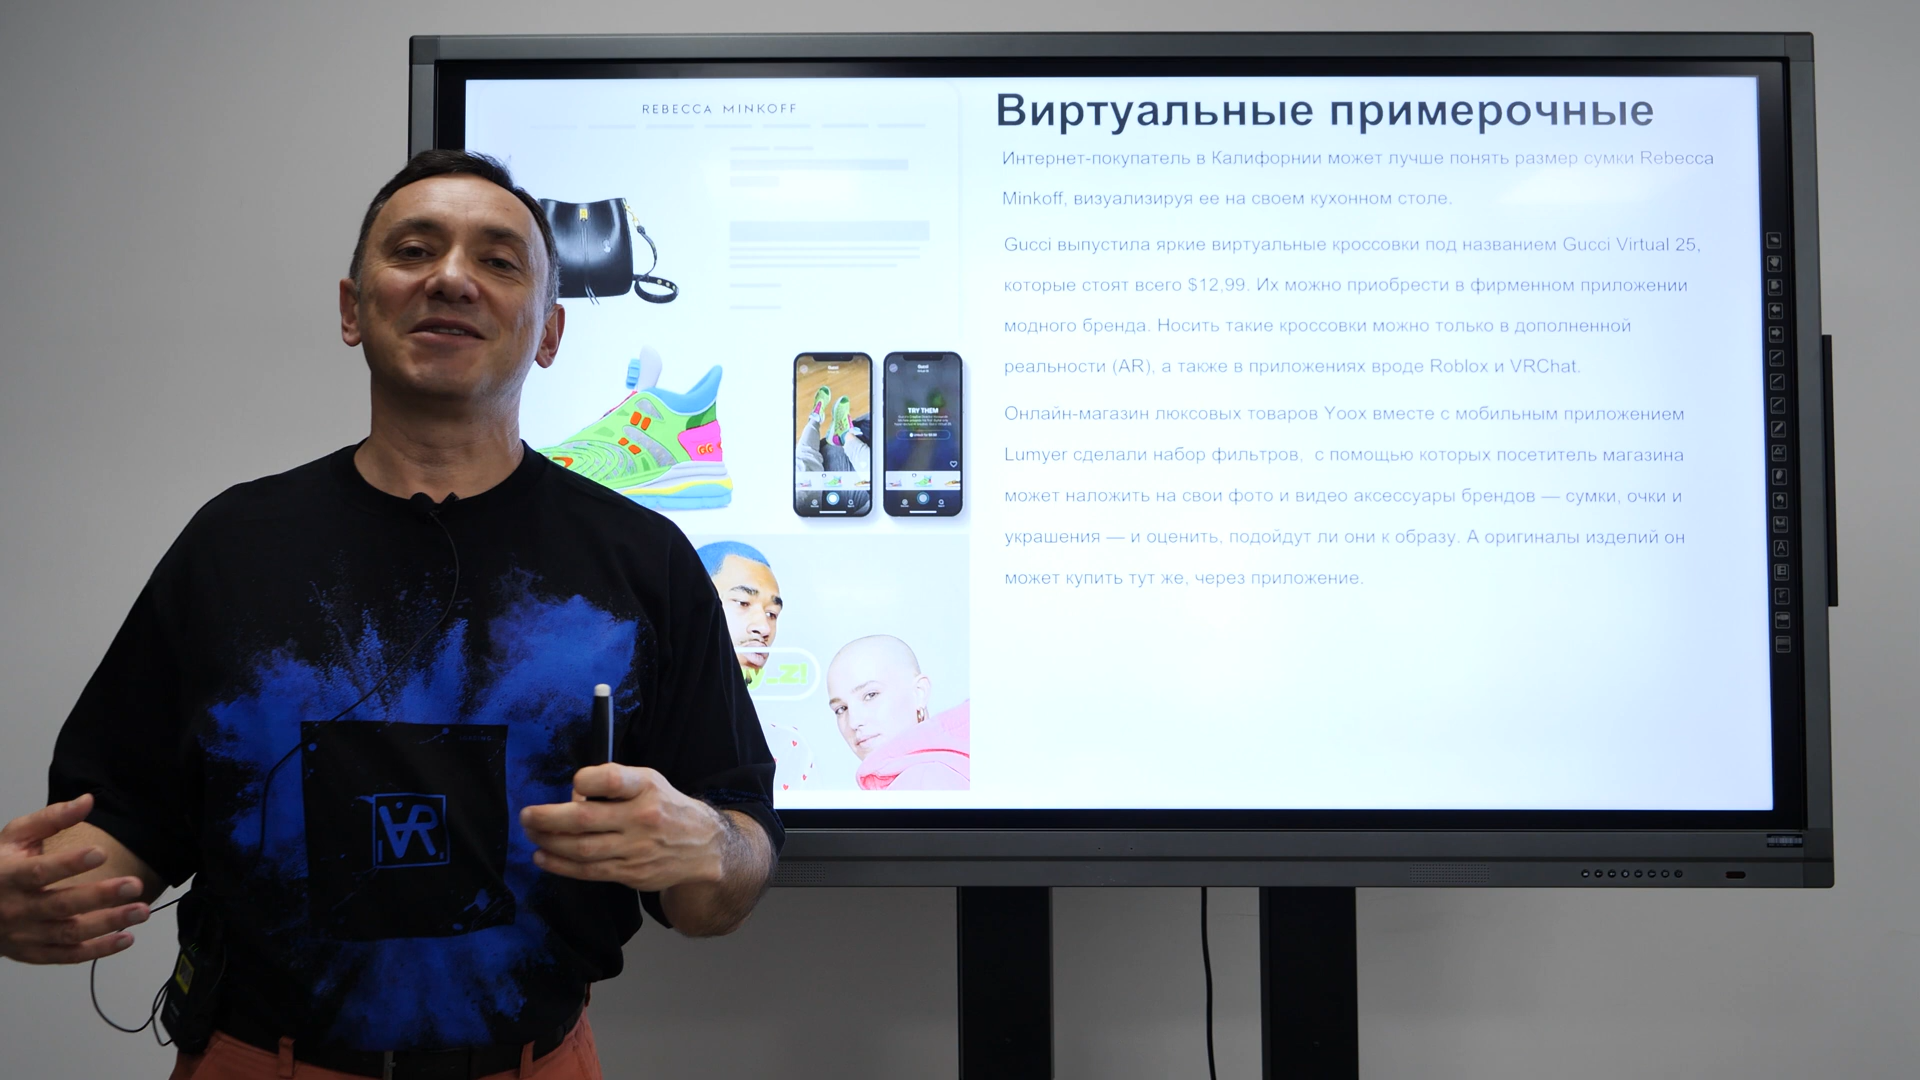 REBECCA MINKOFF
Виртуальные примерочные
Интернет-покупатель в Калифорнии может лучше понять размер сумки Rebecca
Minkoff, визуализируя ее на своем кухонном столе.
Gucci выпустила яркие виртуальные кроссовки под названием Gucci Virtual 25,
которые стоят всего $12,99. Их можно приобрести в фирменном приложении
модного бренда. Носить такие кроссовки можно только в дополненной
реальности (AR), а также в приложениях вроде Roblox и VRChat.
Онлайн-магазин люксовых товаров Yoox вместе с мобильным приложением
Lumyer сделали набор фильтров, с помощью которых посетитель магазина
может наложить на свои фото и видео аксессуары брендов — сумки, очки и
украшения — и оценить, подойдут ли они к образу. А оригиналы изделий он
может купить тут же, через приложение.
TRY THEM
GG
VR